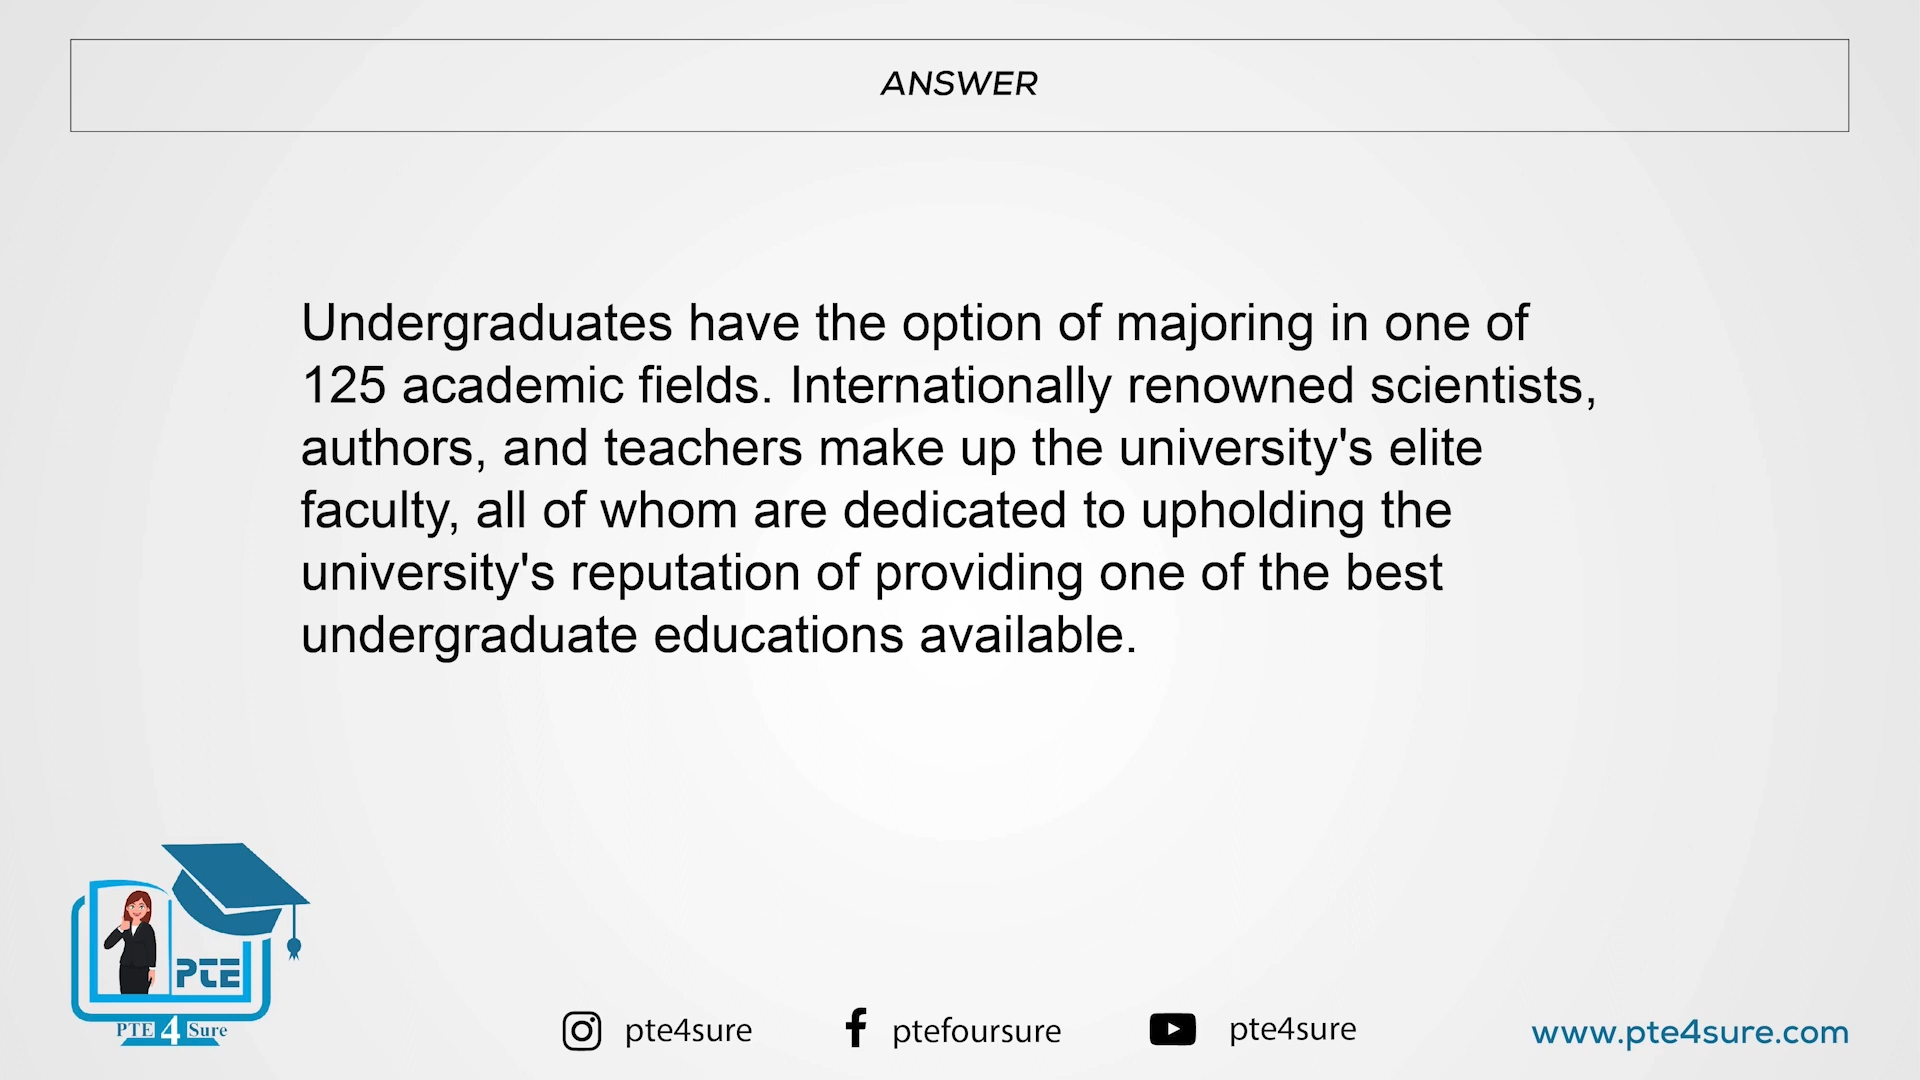 ANSWER
Undergraduates have the option of majoring in one of
125 academic fields. Internationally renowned scientists,
authors, and teachers make up the university's elite
faculty, all of whom are dedicated to upholding the
university's reputation of providing one of the best
undergraduate educations available.
PTE
PTE 4 Sure
pte4sure
ptefoursure
pte4sure
www.pte4sure.com